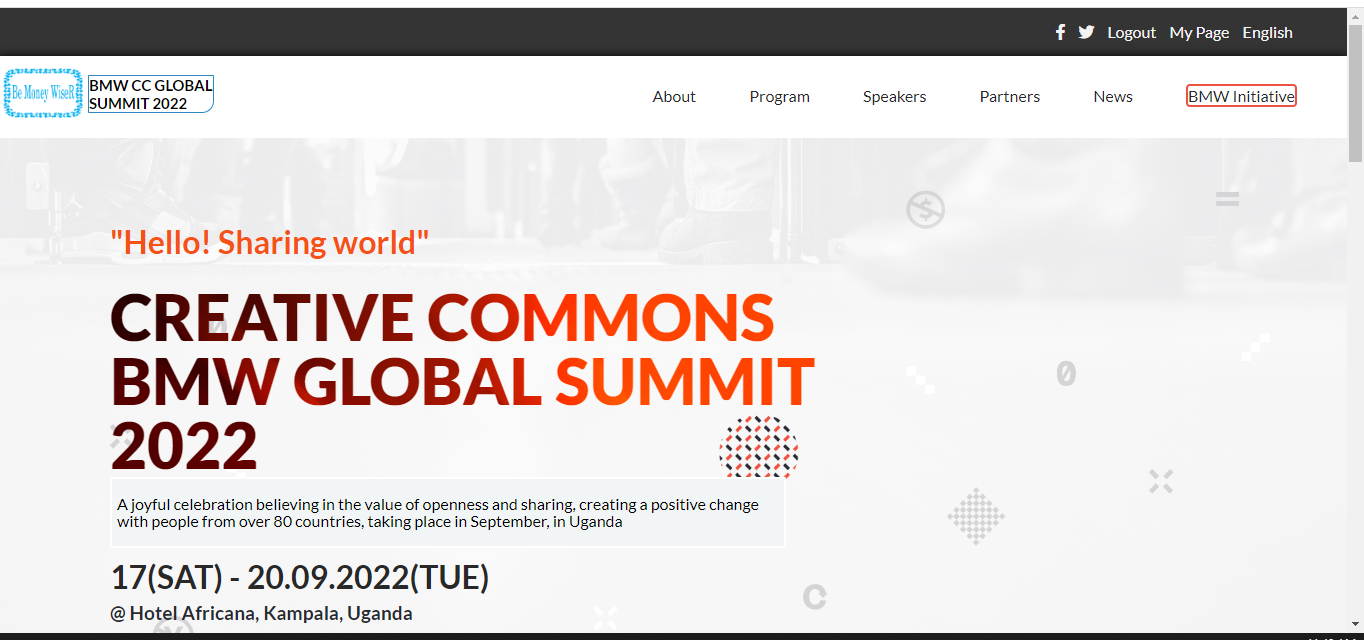 Logout My Page English
Be Money WiseR
BMW CC GLOBAL
SUMMIT 2022
About Program Speakers Partners News BMW Initiative
"Hello! Sharing world"
CREATIVE COMMONS
BMW GLOBAL SUMMIT
2022
A joyful celebration believing in the value of openness and sharing, creating a positive change
with people from over 80 countries, taking place in September, in Uganda
17(SAT) - 20.09.2022(TUE)
@ Hotel Africana, Kampala, Uganda